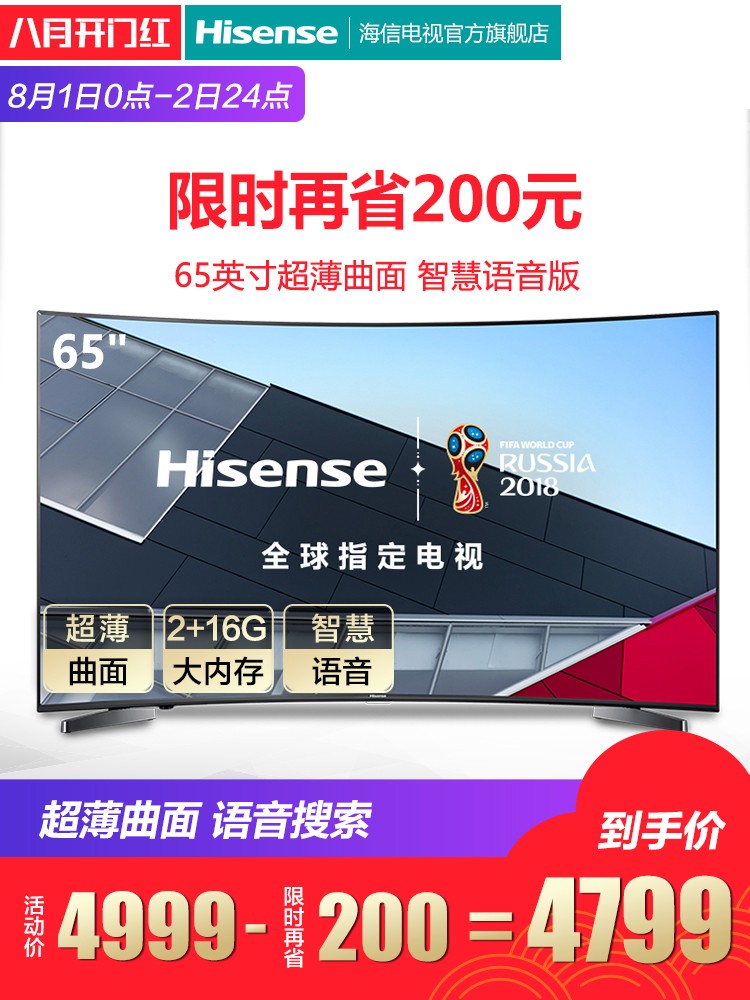 八月开门红
Hisense 海信电视官方旗舰店
8月1日0点-2日24点
限时再省200元
65英寸超薄曲面 智慧语音版
65"
Hisense
FIFA WORLD CUP
RUSSIA
2018
全球指定电视
超薄
曲面
2+16G
大内存
智慧
语音
Hisense
超薄曲面 语音搜索
到手价
活动价
4999-
限时再省
200=4799